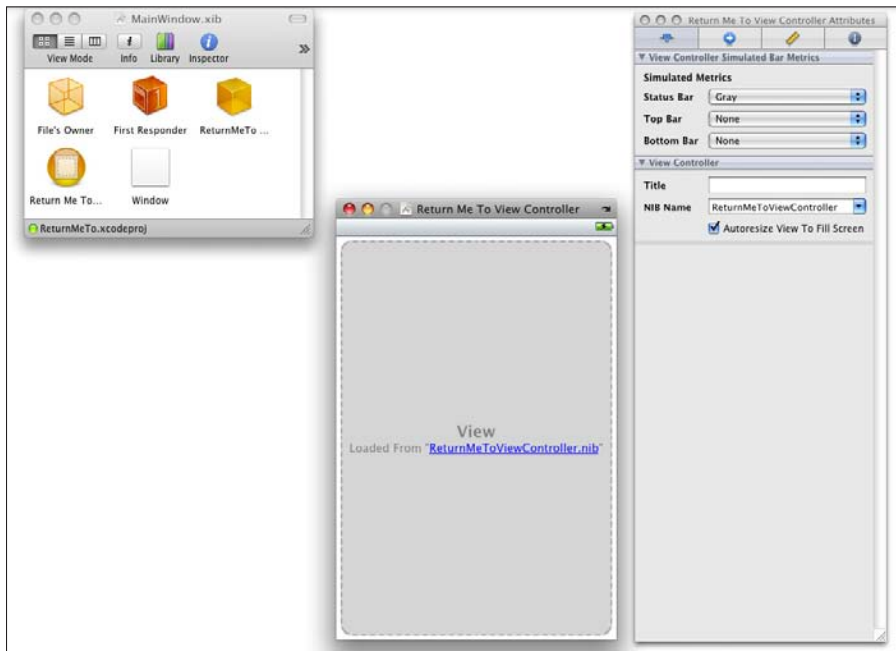 MainWindow.xib
View Mode
Info
Library
Inspector
»
File's Owner
First Responder
ReturnMeTo ...
Return Me To...
Window
ReturnMeTo.xcodeproj
Return Me To View Controller
View
Loaded From "ReturnMeToViewController.nib"
Return Me To View Controller Attributes
View Controller Simulated Bar Metrics
Simulated Metrics
Status Bar Gray
Top Bar None
Bottom Bar None
View Controller
Title
NIB Name ReturnMeToViewController
Autoresize View To Fill Screen